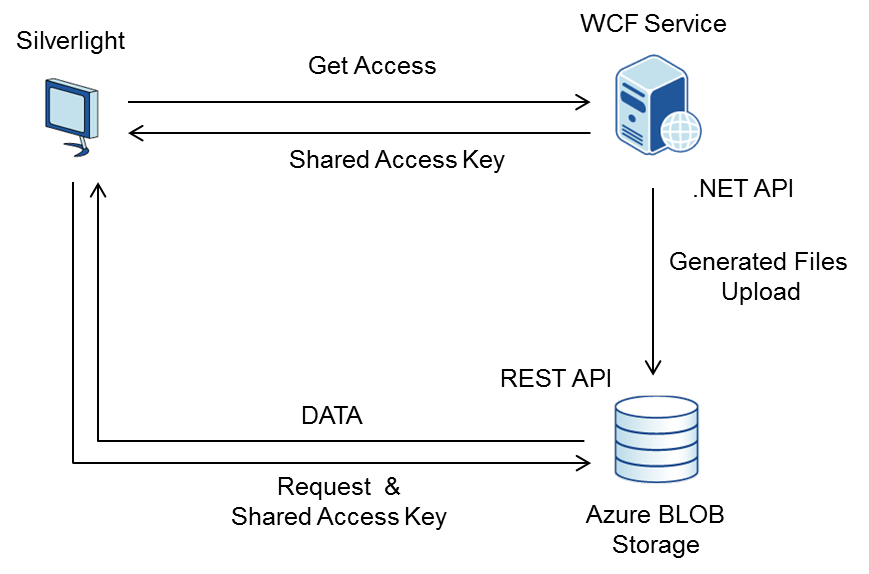 Silverlight
WCF Service
Get Access
Shared Access Key
.NET API
Generated Files
Upload
REST API
DATA
Request &
Shared Access Key
Azure BLOB
Storage